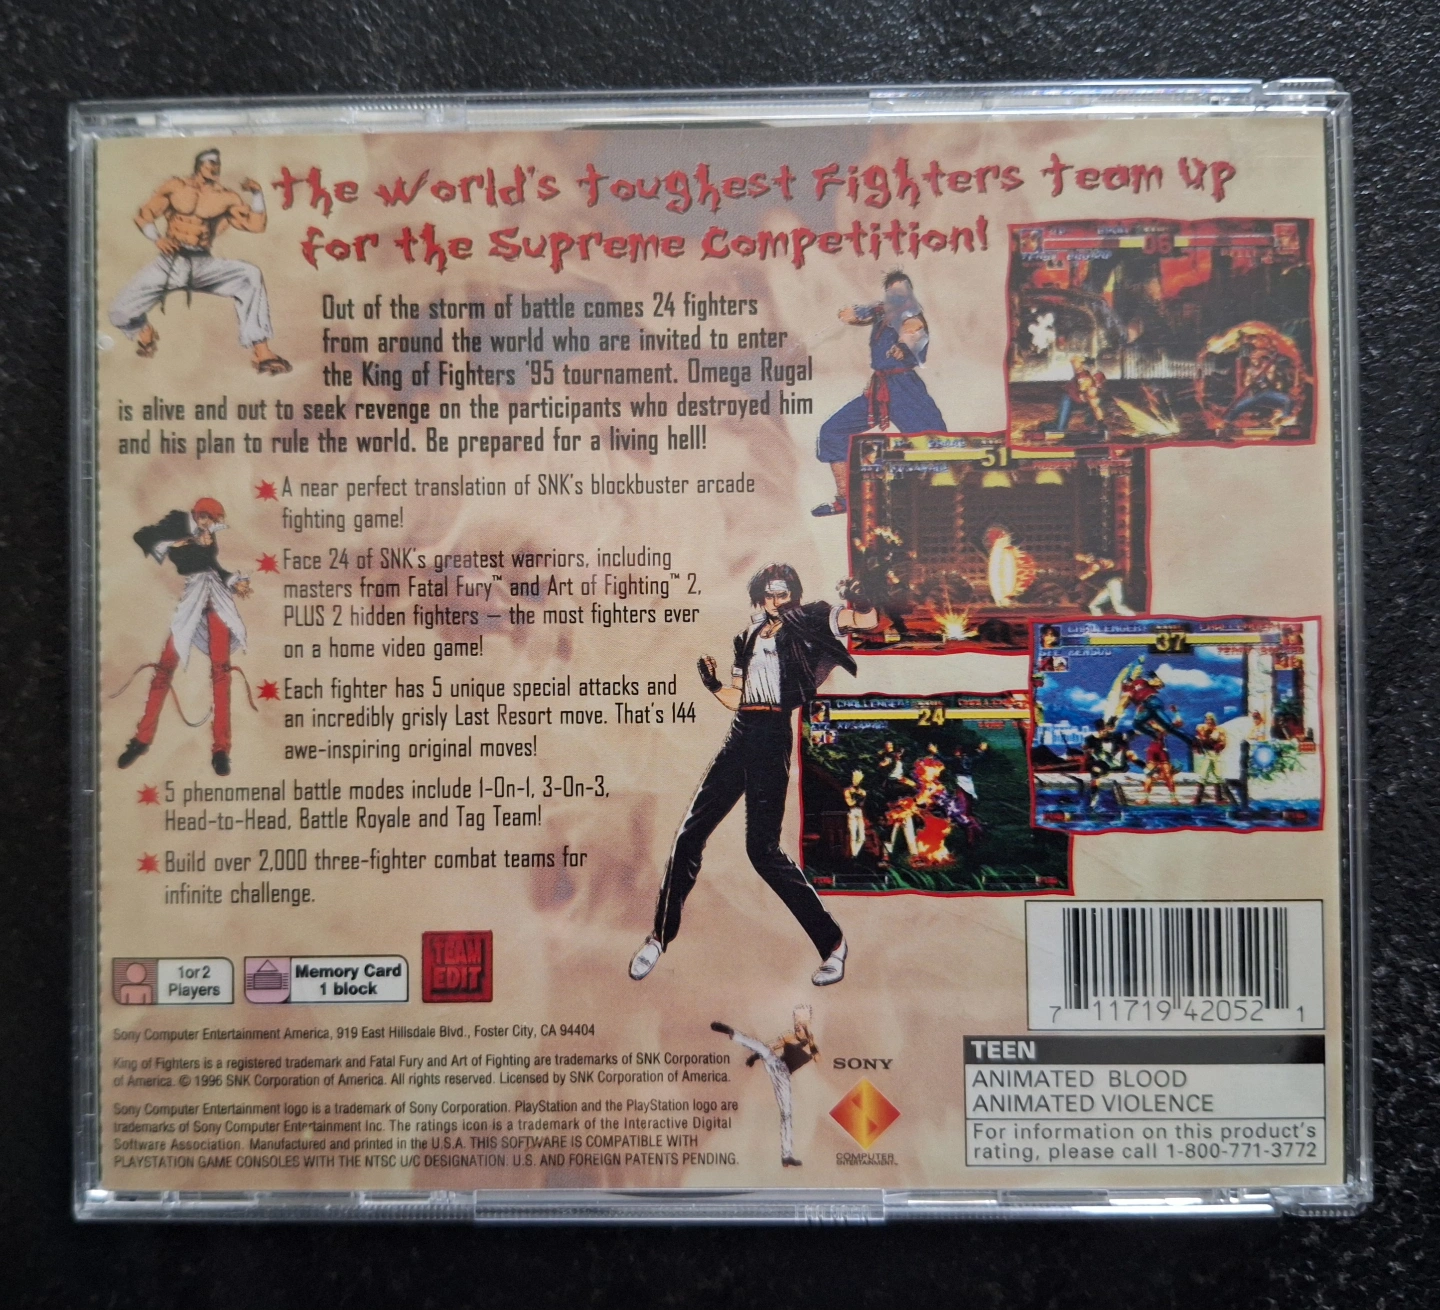 The World's Toughest Fighters Team Up
for the Supreme Competition!
Out of the storm of battle comes 24 fighters
from around the world who are invited to enter
the King of Fighters '95 tournament. Omega Rugal
is alive and out to seek revenge on the participants who destroyed him
and his plan to rule the world. Be prepared for a living hell!
A near perfect translation of SNK's blockbuster arcade
fighting game!
Face 24 of SNK's greatest warriors, including
masters from Fatal Fury™ and Art of Fighting™ 2,
PLUS 2 hidden fighters – the most fighters ever
on a home video game!
Each fighter has 5 unique special attacks and
an incredibly grisly Last Resort move. That's 144
awe-inspiring original moves!
5 phenomenal battle modes include 1-On-1, 3-On-3,
Head-to-Head, Battle Royale and Tag Team!
Build over 2,000 three-fighter combat teams for
infinite challenge.
06
51
CHALLENGER
37
CHALLENGER
24
1 or 2
Players
Memory Card
1 block
TEAM
EDIT
7 11719 42052 1
Sony Computer Entertainment America, 919 East Hillsdale Blvd., Foster City, CA 94404
King of Fighters is a registered trademark and Fatal Fury and Art of Fighting are trademarks of SNK Corporation
of America. © 1996 SNK Corporation of America. All rights reserved. Licensed by SNK Corporation of America.
Sony Computer Entertainment logo is a trademark of Sony Corporation. PlayStation and the PlayStation logo are
trademarks of Sony Computer Entertainment Inc. The ratings icon is a trademark of the Interactive Digital
Software Association. Manufactured and printed in the U.S.A. THIS SOFTWARE IS COMPATIBLE WITH
PLAYSTATION GAME CONSOLES WITH THE NTSC U/C DESIGNATION. U.S. AND FOREIGN PATENTS PENDING.
SONY
COMPUTER
ENTERTAINMENT
TEEN
ANIMATED BLOOD
ANIMATED VIOLENCE
For information on this product's
rating, please call 1-800-771-3772